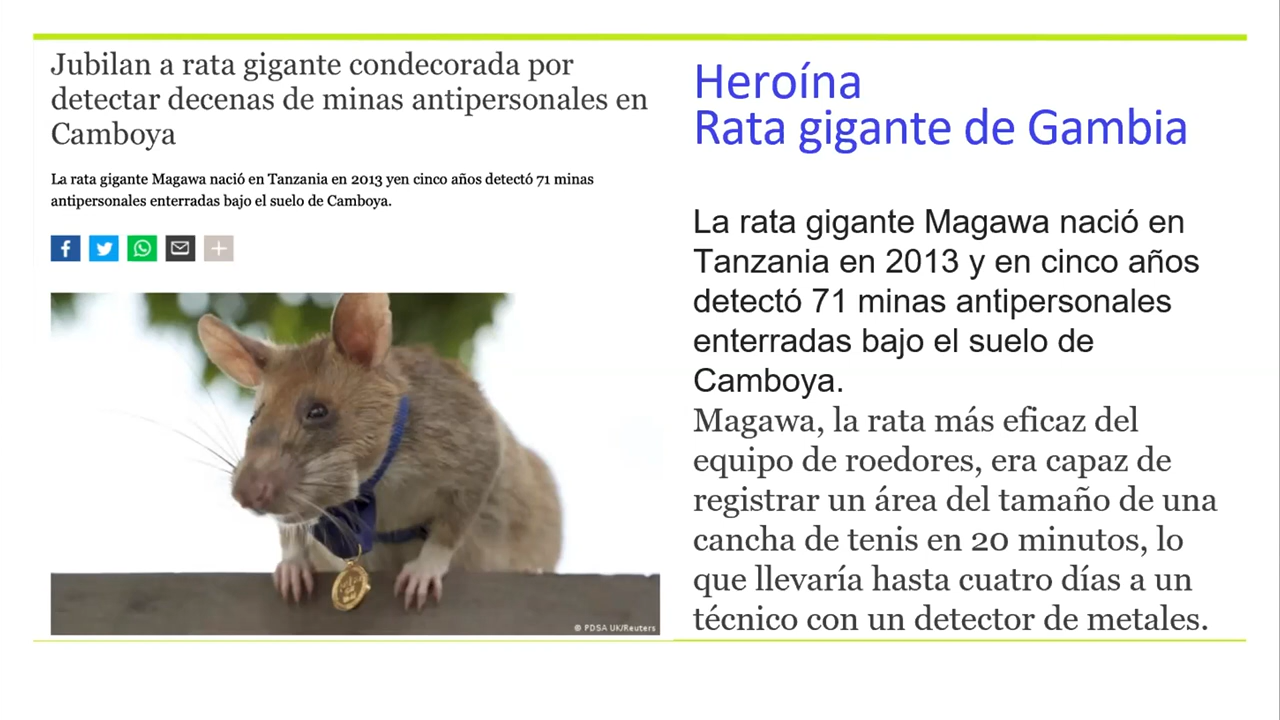 Jubilan a rata gigante condecorada por
detectar decenas de minas antipersonales en
Camboya
La rata gigante Magawa nació en Tanzania en 2013 yen cinco años detectó 71 minas
antipersonales enterradas bajo el suelo de Camboya.
© PDSA UK/Reuters
Heroína
Rata gigante de Gambia
La rata gigante Magawa nació en
Tanzania en 2013 y en cinco años
detectó 71 minas antipersonales
enterradas bajo el suelo de
Camboya.
Magawa, la rata más eficaz del
equipo de roedores, era capaz de
registrar un área del tamaño de una
cancha de tenis en 20 minutos, lo
que llevaría hasta cuatro días a un
técnico con un detector de metales.